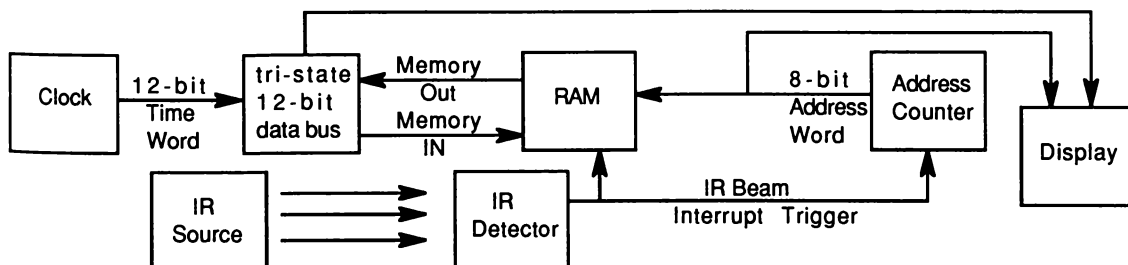 Clock
12-bit
Time
Word
tri-state
12-bit
data bus
Memory
Out
Memory
IN
RAM
8-bit
Address
Word
Address
Counter
Display
IR
Source
IR
Detector
IR Beam
Interrupt Trigger